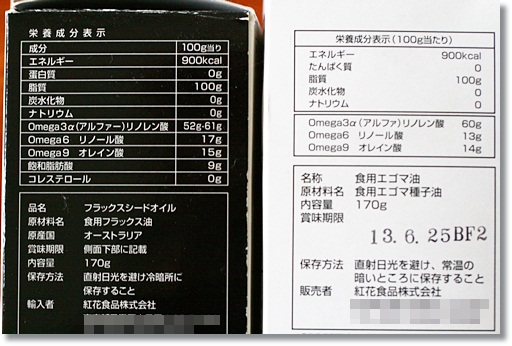 栄養成分表示
成分 100g当り
エネルギー 900kcal
蛋白質 0g
脂質 100g
炭水化物 0g
ナトリウム 0g
Omega3α(アルファー)リノレン酸 52g-61g
Omega6 リノール酸 17g
Omega9 オレイン酸 15g
飽和脂肪酸 9g
コレステロール 0g
品名 フラックスシードオイル
原材料名 食用フラックス油
原産国 オーストラリア
賞味期限 側面下部に記載
内容量 170g
保存方法 直射日光を避け冷暗所に
保存すること
輸入者 紅花食品株式会社
栄養成分表示(100g当たり)
エネルギー 900kcal
たんぱく質 0
脂質 100g
炭水化物 0
ナトリウム 0
Omega3α(アルファ)リノレン酸 60g
Omega6 リノール酸 13g
Omega9 オレイン酸 14g
名称 食用エゴマ油
原材料名 食用エゴマ種子油
内容量 170g
賞味期限
13.6.25BF2
保存方法 直射日光を避け、常温の
暗いところに保存すること
販売者 紅花食品株式会社